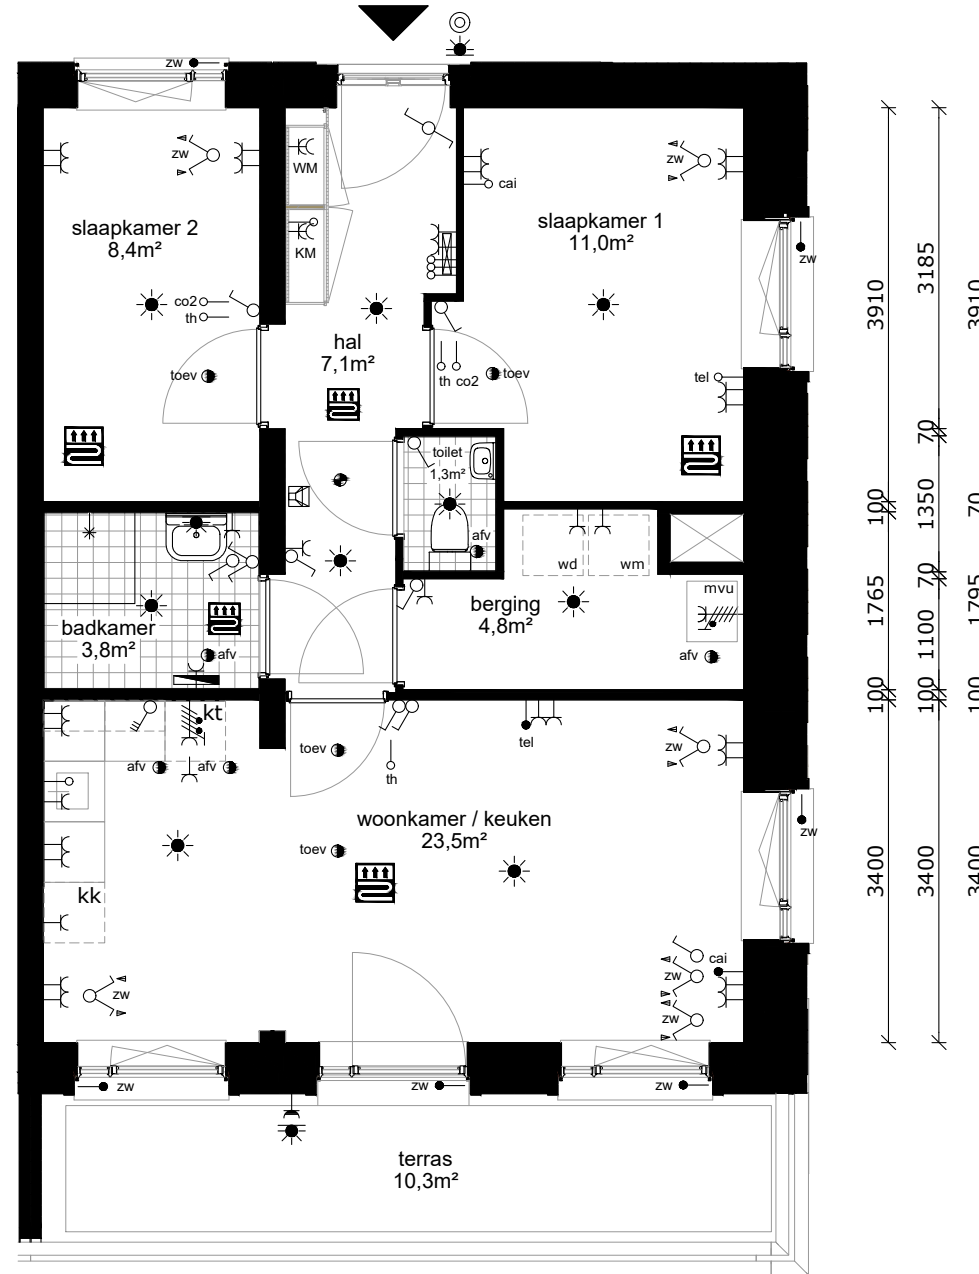 zw
zw
zw
WM
cai
slaapkamer 2
8,4m²
slaapkamer 1
11,0m²
KM
zw
co2
th
hal
7,1m²
toev
th co2
toev
tel
toilet
1,3m²
afv
wd
wm
mvu
berging
4,8m²
badkamer
3,8m²
afv
afv
kt
toev
tel
zw
afv
afv
th
woonkamer / keuken
23,5m²
zw
toev
kk
cai
zw
zw
zw
zw
zw
zw
terras
10,3m²
3910
100
1765
100
3400
3185
70
1350
70
1100
100
3400
3910
70
1795
100
3400